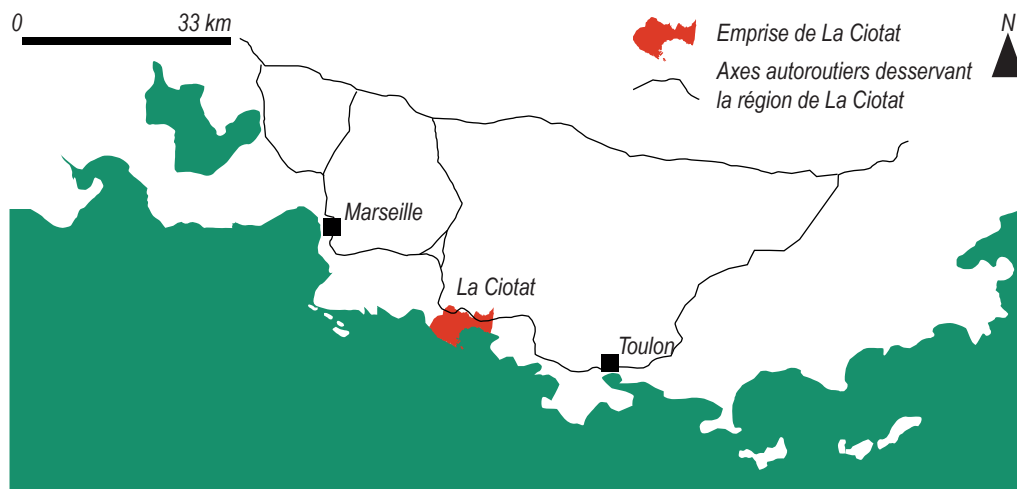 0 33 km
Emprise de La Ciotat
Axes autoroutiers desservant
la région de La Ciotat
N
Marseille
La Ciotat
Toulon